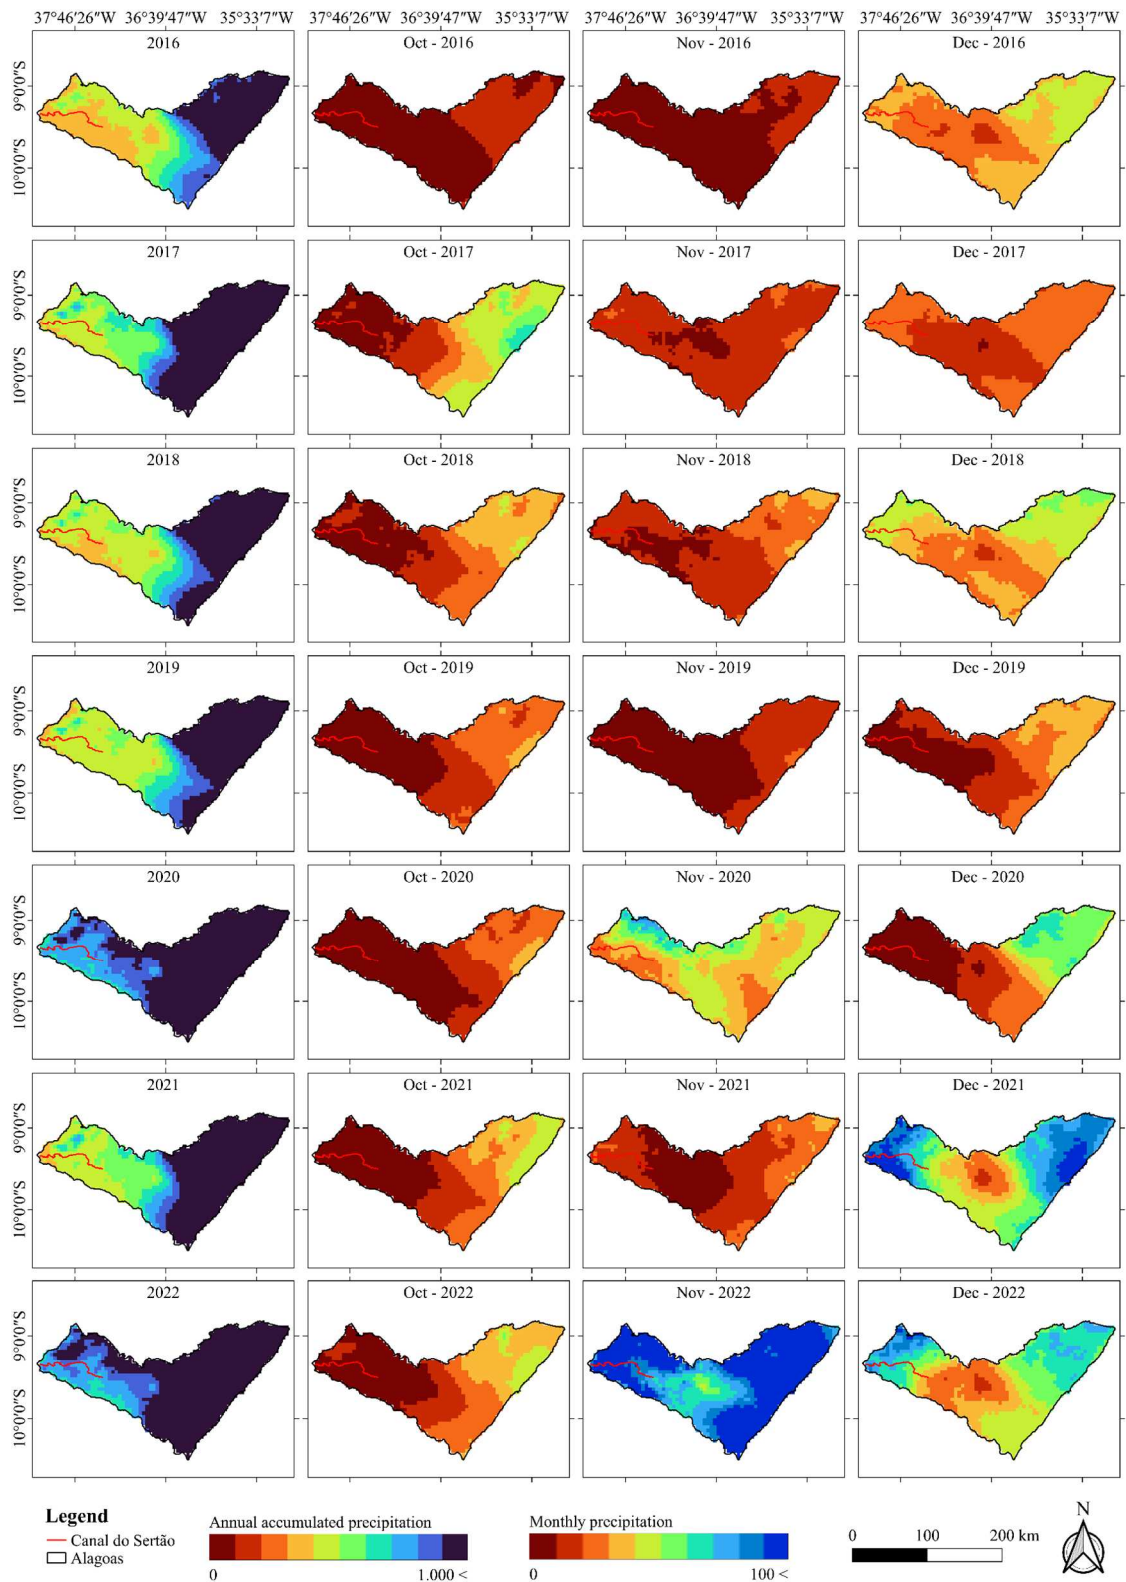 37°46′26″W 36°39′47″W 35°33′7″W 37°46′26″W 36°39′47″W 35°33′7″W 37°46′26″W 36°39′47″W 35°33′7″W 37°46′26″W 36°39′47″W 35°33′7″W
2016 Oct - 2016 Nov - 2016 Dec - 2016
9°0′0″S
10°0′0″S
2017 Oct - 2017 Nov - 2017 Dec - 2017
9°0′0″S
10°0′0″S
2018 Oct - 2018 Nov - 2018 Dec - 2018
9°0′0″S
10°0′0″S
2019 Oct - 2019 Nov - 2019 Dec - 2019
9°0′0″S
10°0′0″S
2020 Oct - 2020 Nov - 2020 Dec - 2020
9°0′0″S
10°0′0″S
2021 Oct - 2021 Nov - 2021 Dec - 2021
9°0′0″S
10°0′0″S
2022 Oct - 2022 Nov - 2022 Dec - 2022
9°0′0″S
10°0′0″S
Legend
Canal do Sertão
Alagoas
Annual accumulated precipitation
0 1.000 <
Monthly precipitation
0 100 <
0 100 200 km
N